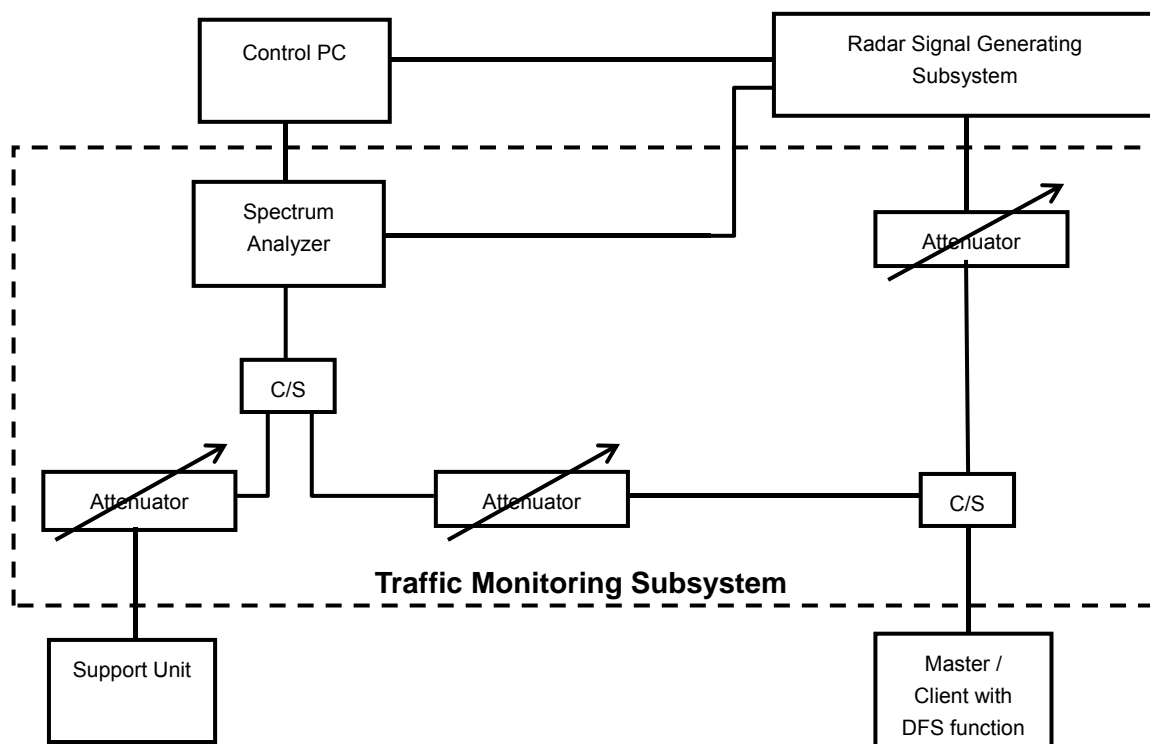 Control PC
Radar Signal Generating
Subsystem
Spectrum
Analyzer
Attenuator
C/S
Attenuator
Attenuator
C/S
Traffic Monitoring Subsystem
Support Unit
Master /
Client with
DFS function